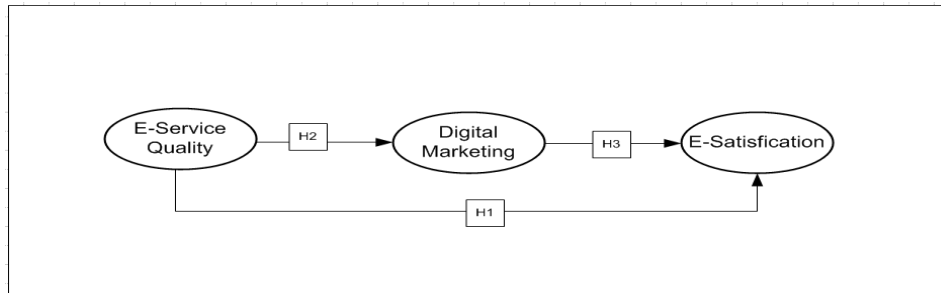 E-Service
Quality
H2
Digital
Marketing
H3
E-Satisfication
H1